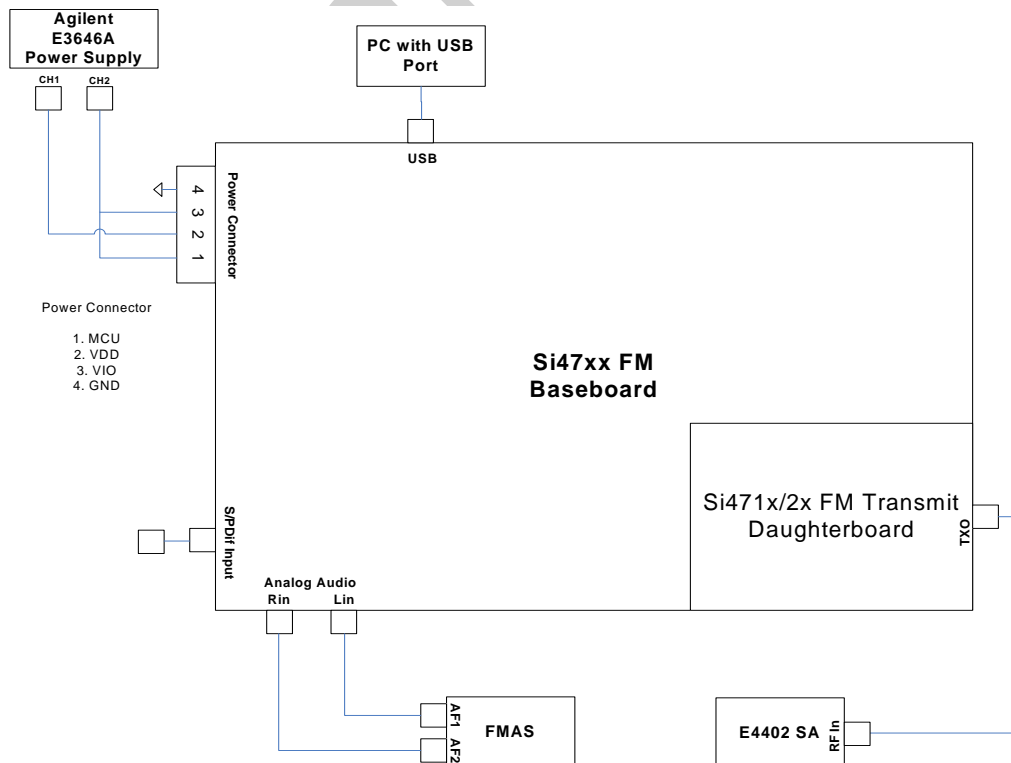 Agilent
E3646A
Power Supply
CH1
CH2
PC with USB
Port
USB
Power Connector
4
3
2
1
Power Connector
1. MCU
2. VDD
3. VIO
4. GND
Si47xx FM
Baseboard
Si471x/2x FM Transmit
Daughterboard
TXO
S/PDif Input
Analog Audio
Rin
Lin
AF1
AF2
FMAS
E4402 SA
RF In